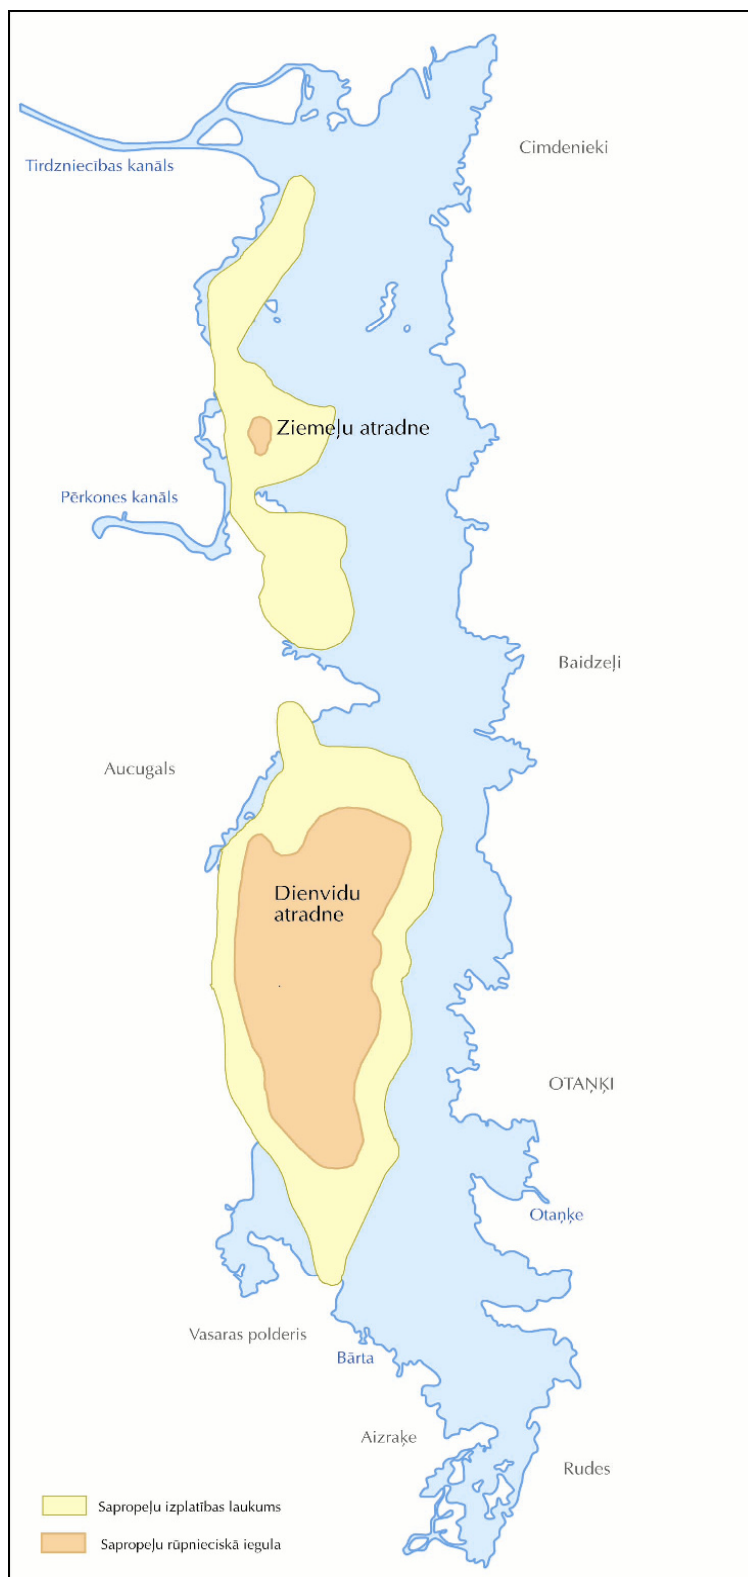 Cimdenieki
Tirdzniecības kanāls
Ziemeļu atradne
Pērkones kanāls
Baidzeļi
Aucugals
Dienvidu
atradne
OTAŅĶI
Otaņķe
Vasaras polderis
Bārta
Aizraķe
Rudes
Sapropeļu izplatības laukums
Sapropeļu rūpnieciskā iegula